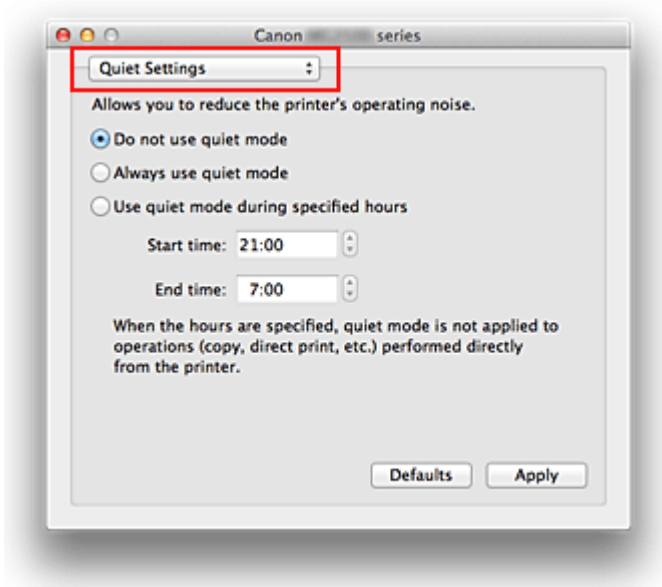 Canon series
Quiet Settings
Allows you to reduce the printer's operating noise.
Do not use quiet mode
Always use quiet mode
Use quiet mode during specified hours
Start time: 21:00
End time: 7:00
When the hours are specified, quiet mode is not applied to
operations (copy, direct print, etc.) performed directly
from the printer.
Defaults Apply